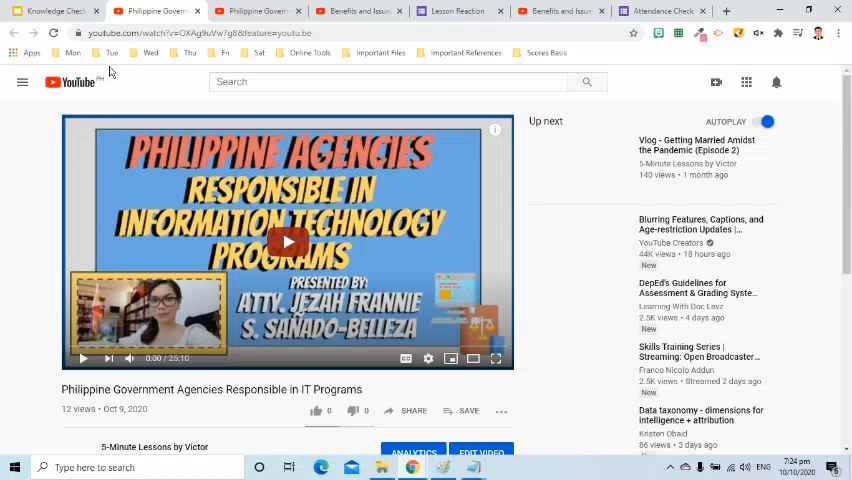 Knowledge Check
Philippine Govern
Philippine Govern
Benefits and Issue
Lesson Reaction
Benefits and Issue
Attendance Check
youtube.com/watch?v=OXAg9uVw7g8&feature=youtu.be
Apps
Mon
Tue
Wed
Thu
Fri
Sat
Online Tools
Important Files
Important References
Scores Basis
YouTube PH
Search
PHILIPPINE AGENCIES
RESPONSIBLE IN
INFORMATION TECHNOLOGY
PROGRAMS
PRESENTED BY:
ATTY. JEZAH FRANNIE
S. SAÑADO-BELLEZA
0:00 / 25:10
CC
Philippine Government Agencies Responsible in IT Programs
12 views • Oct 9, 2020
0
0
SHARE
SAVE
5-Minute Lessons by Victor
ANALYTICS
EDIT VIDEO
Up next
AUTOPLAY
Vlog - Getting Married Amidst
the Pandemic (Episode 2)
5-Minute Lessons by Victor
140 views • 1 month ago
Blurring Features, Captions, and
Age-restriction Updates |...
YouTube Creators
44K views • 18 hours ago
New
DepEd's Guidelines for
Assessment & Grading Syste...
Learning With Doc Levz
2.5K views • 4 days ago
New
Skills Training Series |
Streaming: Open Broadcaster...
Franco Nicolo Addun
2.5K views • Streamed 2 days ago
New
Data taxonomy - dimensions for
intelligence + attribution
Kristen Obaid
86 views • 3 days ago
Type here to search
ENG
7:24 pm
10/10/2020